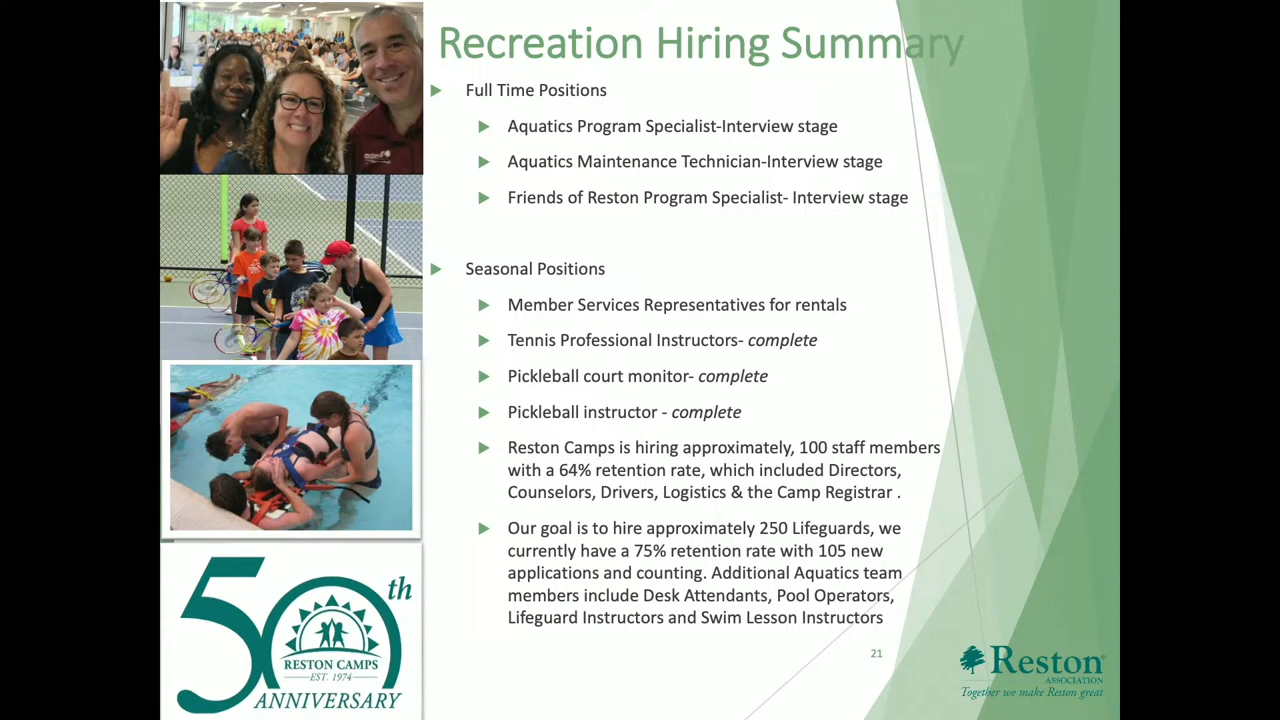 Recreation Hiring Summary
Full Time Positions
Aquatics Program Specialist-Interview stage
Aquatics Maintenance Technician-Interview stage
Friends of Reston Program Specialist- Interview stage
Seasonal Positions
Member Services Representatives for rentals
Tennis Professional Instructors- complete
Pickleball court monitor- complete
Pickleball instructor - complete
Reston Camps is hiring approximately, 100 staff members
with a 64% retention rate, which included Directors,
Counselors, Drivers, Logistics & the Camp Registrar .
Our goal is to hire approximately 250 Lifeguards, we
currently have a 75% retention rate with 105 new
applications and counting. Additional Aquatics team
members include Desk Attendants, Pool Operators,
Lifeguard Instructors and Swim Lesson Instructors
50th
RESTON CAMPS
EST. 1974
ANNIVERSARY
21
Reston
ASSOCIATION
Together we make Reston great